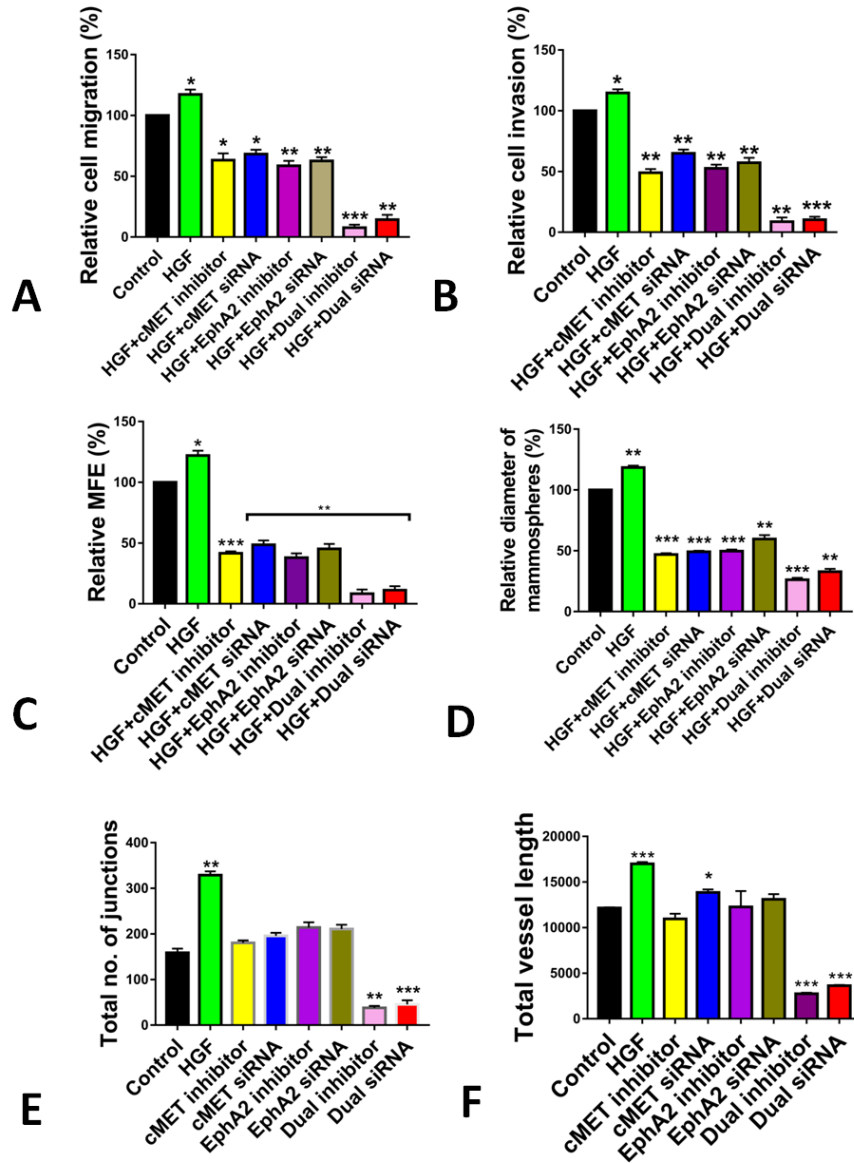 Relative cell migration (%)
150
100
50
0
*
*
*
**
**
***
**
Control
HGF
HGF+cMET inhibitor
HGF+cMET siRNA
HGF+EphA2 inhibitor
HGF+EphA2 siRNA
HGF+Dual inhibitor
HGF+Dual siRNA
A
Relative cell invasion (%)
150
100
50
0
*
**
**
**
**
**
***
Control
HGF
HGF+cMET inhibitor
HGF+cMET siRNA
HGF+EphA2 inhibitor
HGF+EphA2 siRNA
HGF+Dual inhibitor
HGF+Dual siRNA
B
Relative MFE (%)
150
100
50
0
*
***
**
Control
HGF
HGF+cMET inhibitor
HGF+cMET siRNA
HGF+EphA2 inhibitor
HGF+EphA2 siRNA
HGF+Dual inhibitor
HGF+Dual siRNA
C
Relative diameter of
mammospheres (%)
150
100
50
0
**
***
***
***
**
***
**
Control
HGF
HGF+cMET inhibitor
HGF+cMET siRNA
HGF+EphA2 inhibitor
HGF+EphA2 siRNA
HGF+Dual inhibitor
HGF+Dual siRNA
D
Total no. of junctions
400
300
200
100
0
**
**
***
Control
HGF
cMET inhibitor
cMET siRNA
EphA2 inhibitor
EphA2 siRNA
Dual inhibitor
Dual siRNA
E
Total vessel length
20000
15000
10000
5000
0
***
*
***
***
Control
HGF
cMET inhibitor
cMET siRNA
EphA2 inhibitor
EphA2 siRNA
Dual inhibitor
Dual siRNA
F